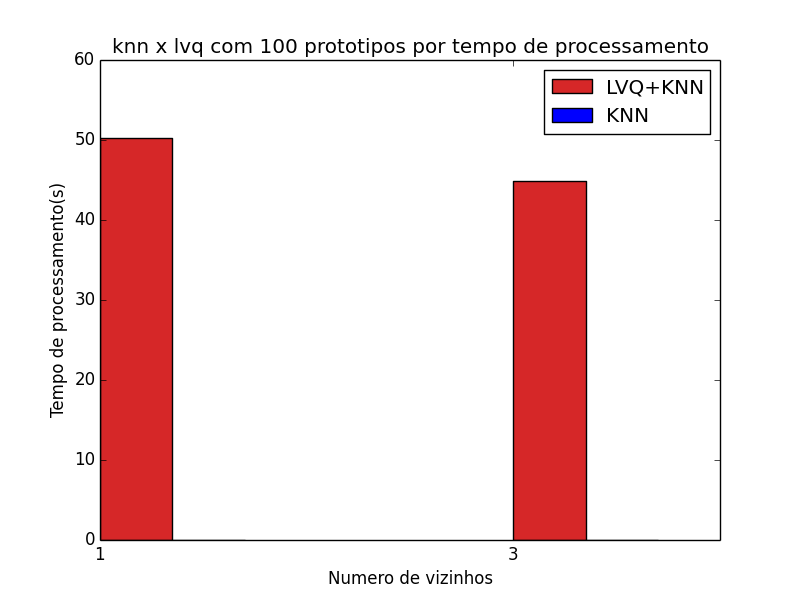 knn x lvq com 100 prototipos por tempo de processamento
60
50
40
30
20
10
0
Tempo de processamento(s)
LVQ+KNN
KNN
1
3
Numero de vizinhos